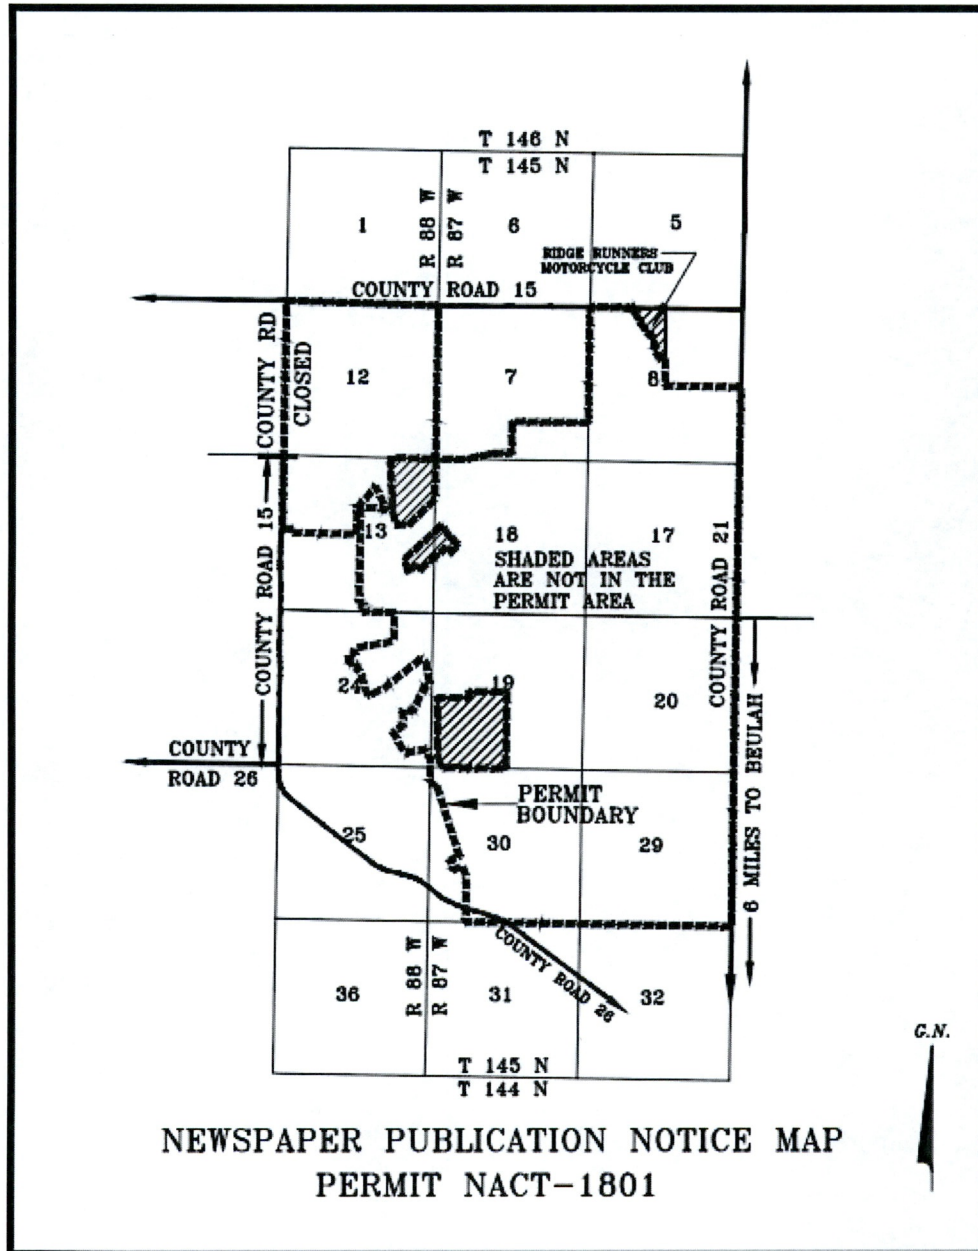 T 146 N
T 145 N
R 88 W
R 87 W
1
6
5
RIDGE RUNNERS
MOTORCYCLE CLUB
COUNTY ROAD 15
COUNTY RD
CLOSED
12
7
8
COUNTY ROAD 15
13
18
17
SHADED AREAS
ARE NOT IN THE
PERMIT AREA
COUNTY ROAD 21
24
19
20
COUNTY
ROAD 26
6 MILES TO BEULAH
PERMIT
BOUNDARY
25
30
29
R 88 W
R 87 W
COUNTY ROAD 26
36
31
32
T 145 N
T 144 N
G.N.
NEWSPAPER PUBLICATION NOTICE MAP
PERMIT NACT-1801